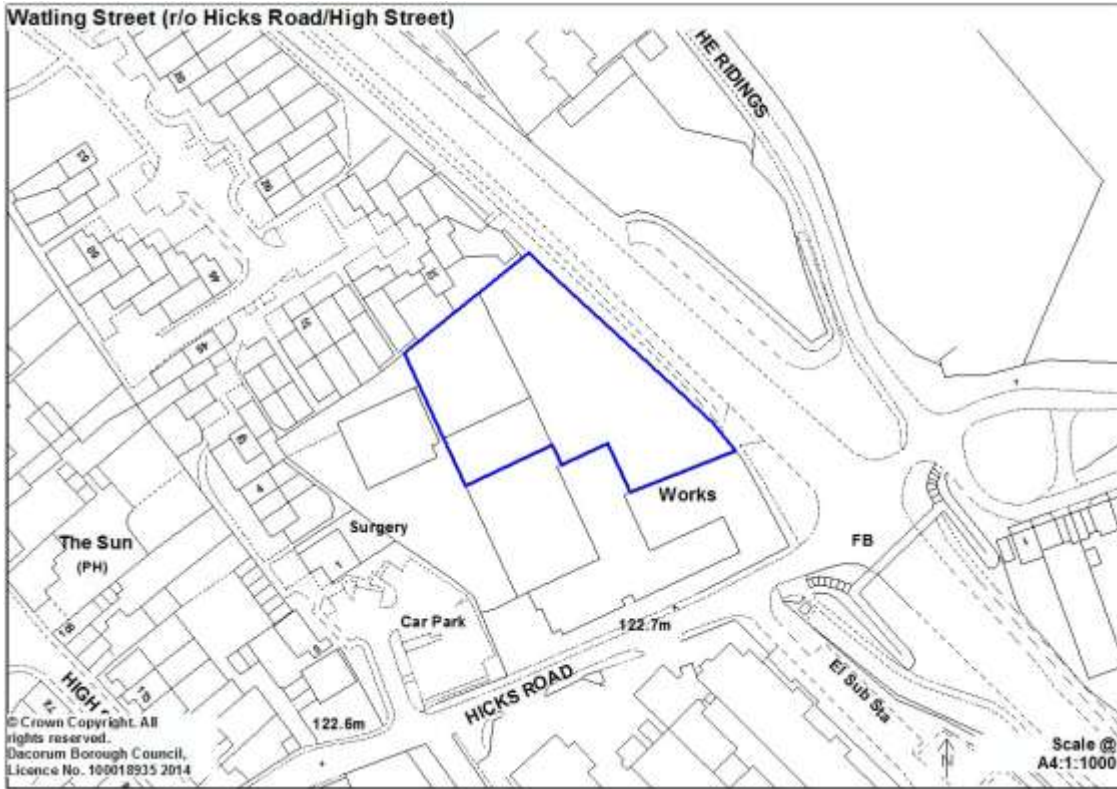 Watling Street (r/o Hicks Road/High Street)
HE RIDINGS
Works
Surgery
The Sun
(PH)
FB
Car Park
122.7m
HICKS ROAD
El Sub Sta
HIGH S
122.6m
© Crown Copyright. All
rights reserved.
Dacorum Borough Council,
Licence No. 100018935 2014
N
Scale @
A4:1:1000